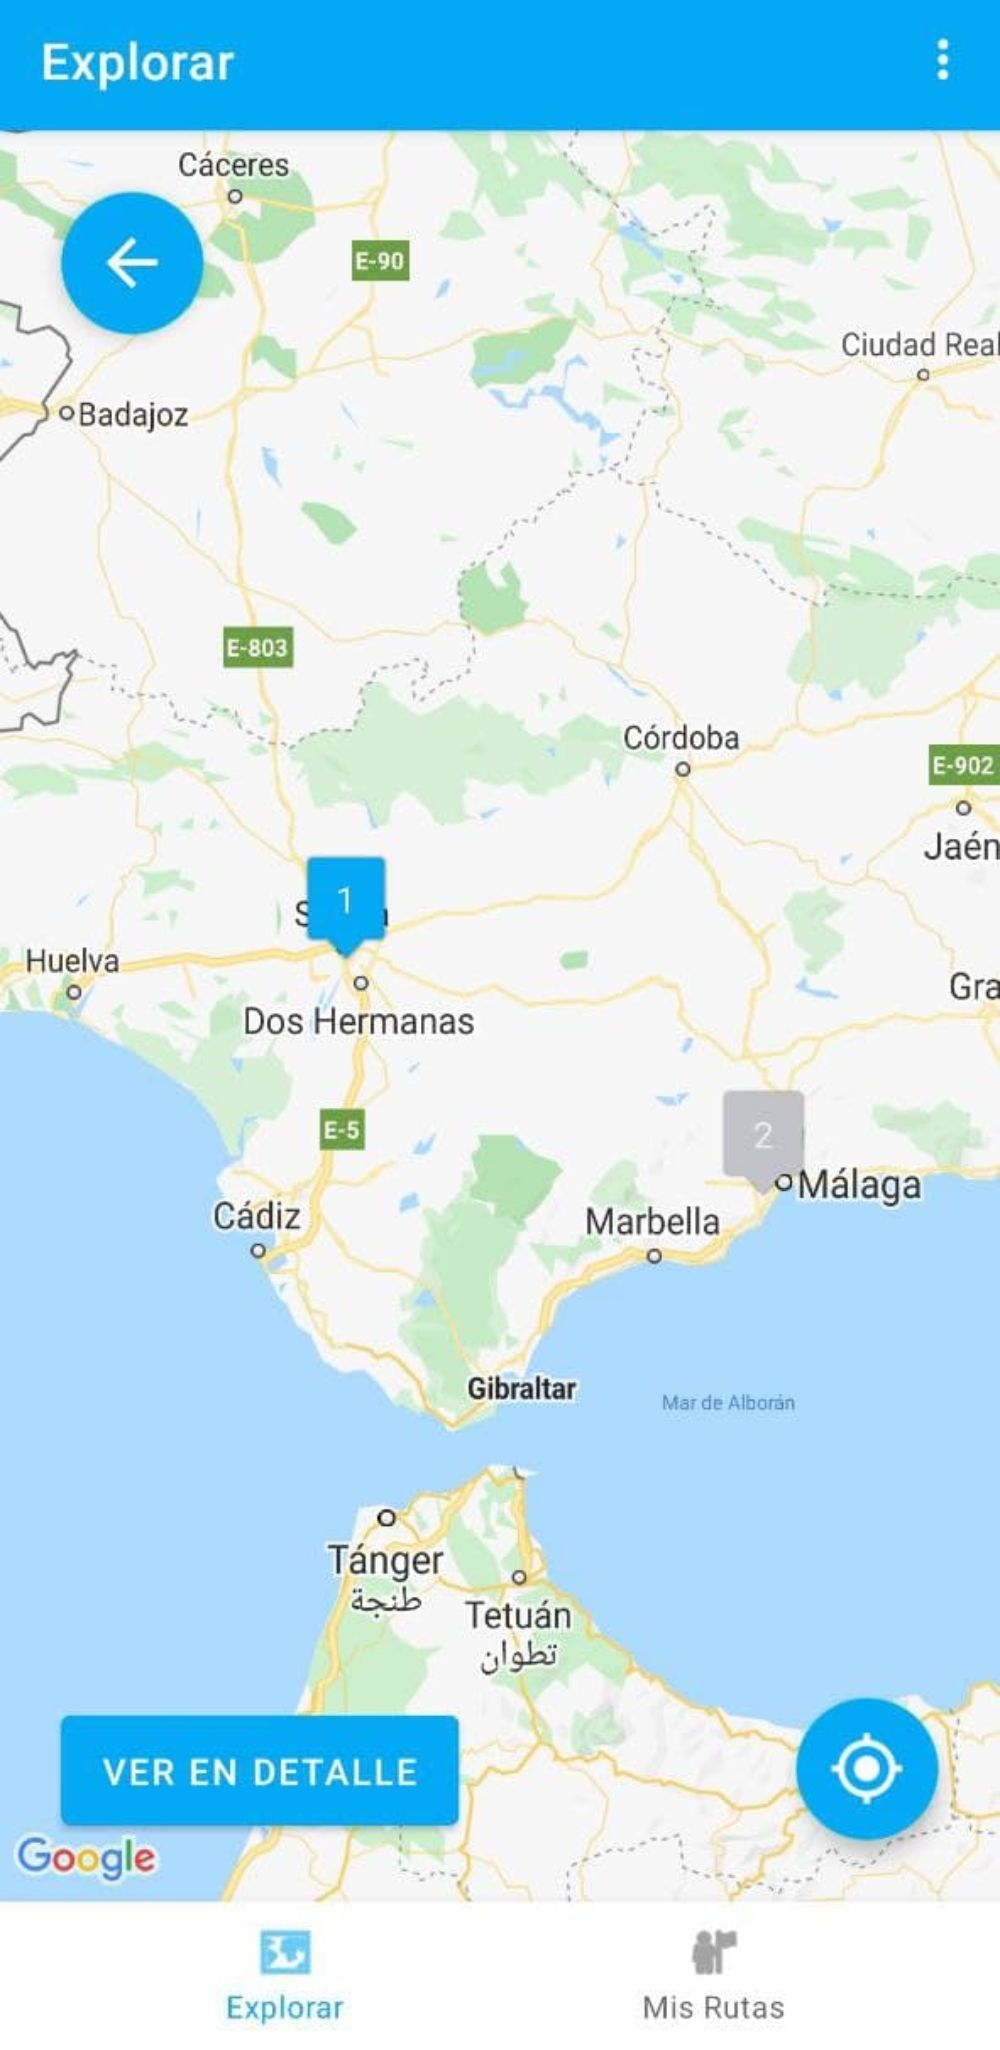 Explorar
Cáceres
E-90
Ciudad Real
Badajoz
E-803
Córdoba
E-902
Jaén
1
Huelva
Gra
Dos Hermanas
E-5
2
Málaga
Cádiz
Marbella
Gibraltar
Mar de Alborán
Tánger
طنجة
Tetuán
تطوان
VER EN DETALLE
Google
Explorar
Mis Rutas